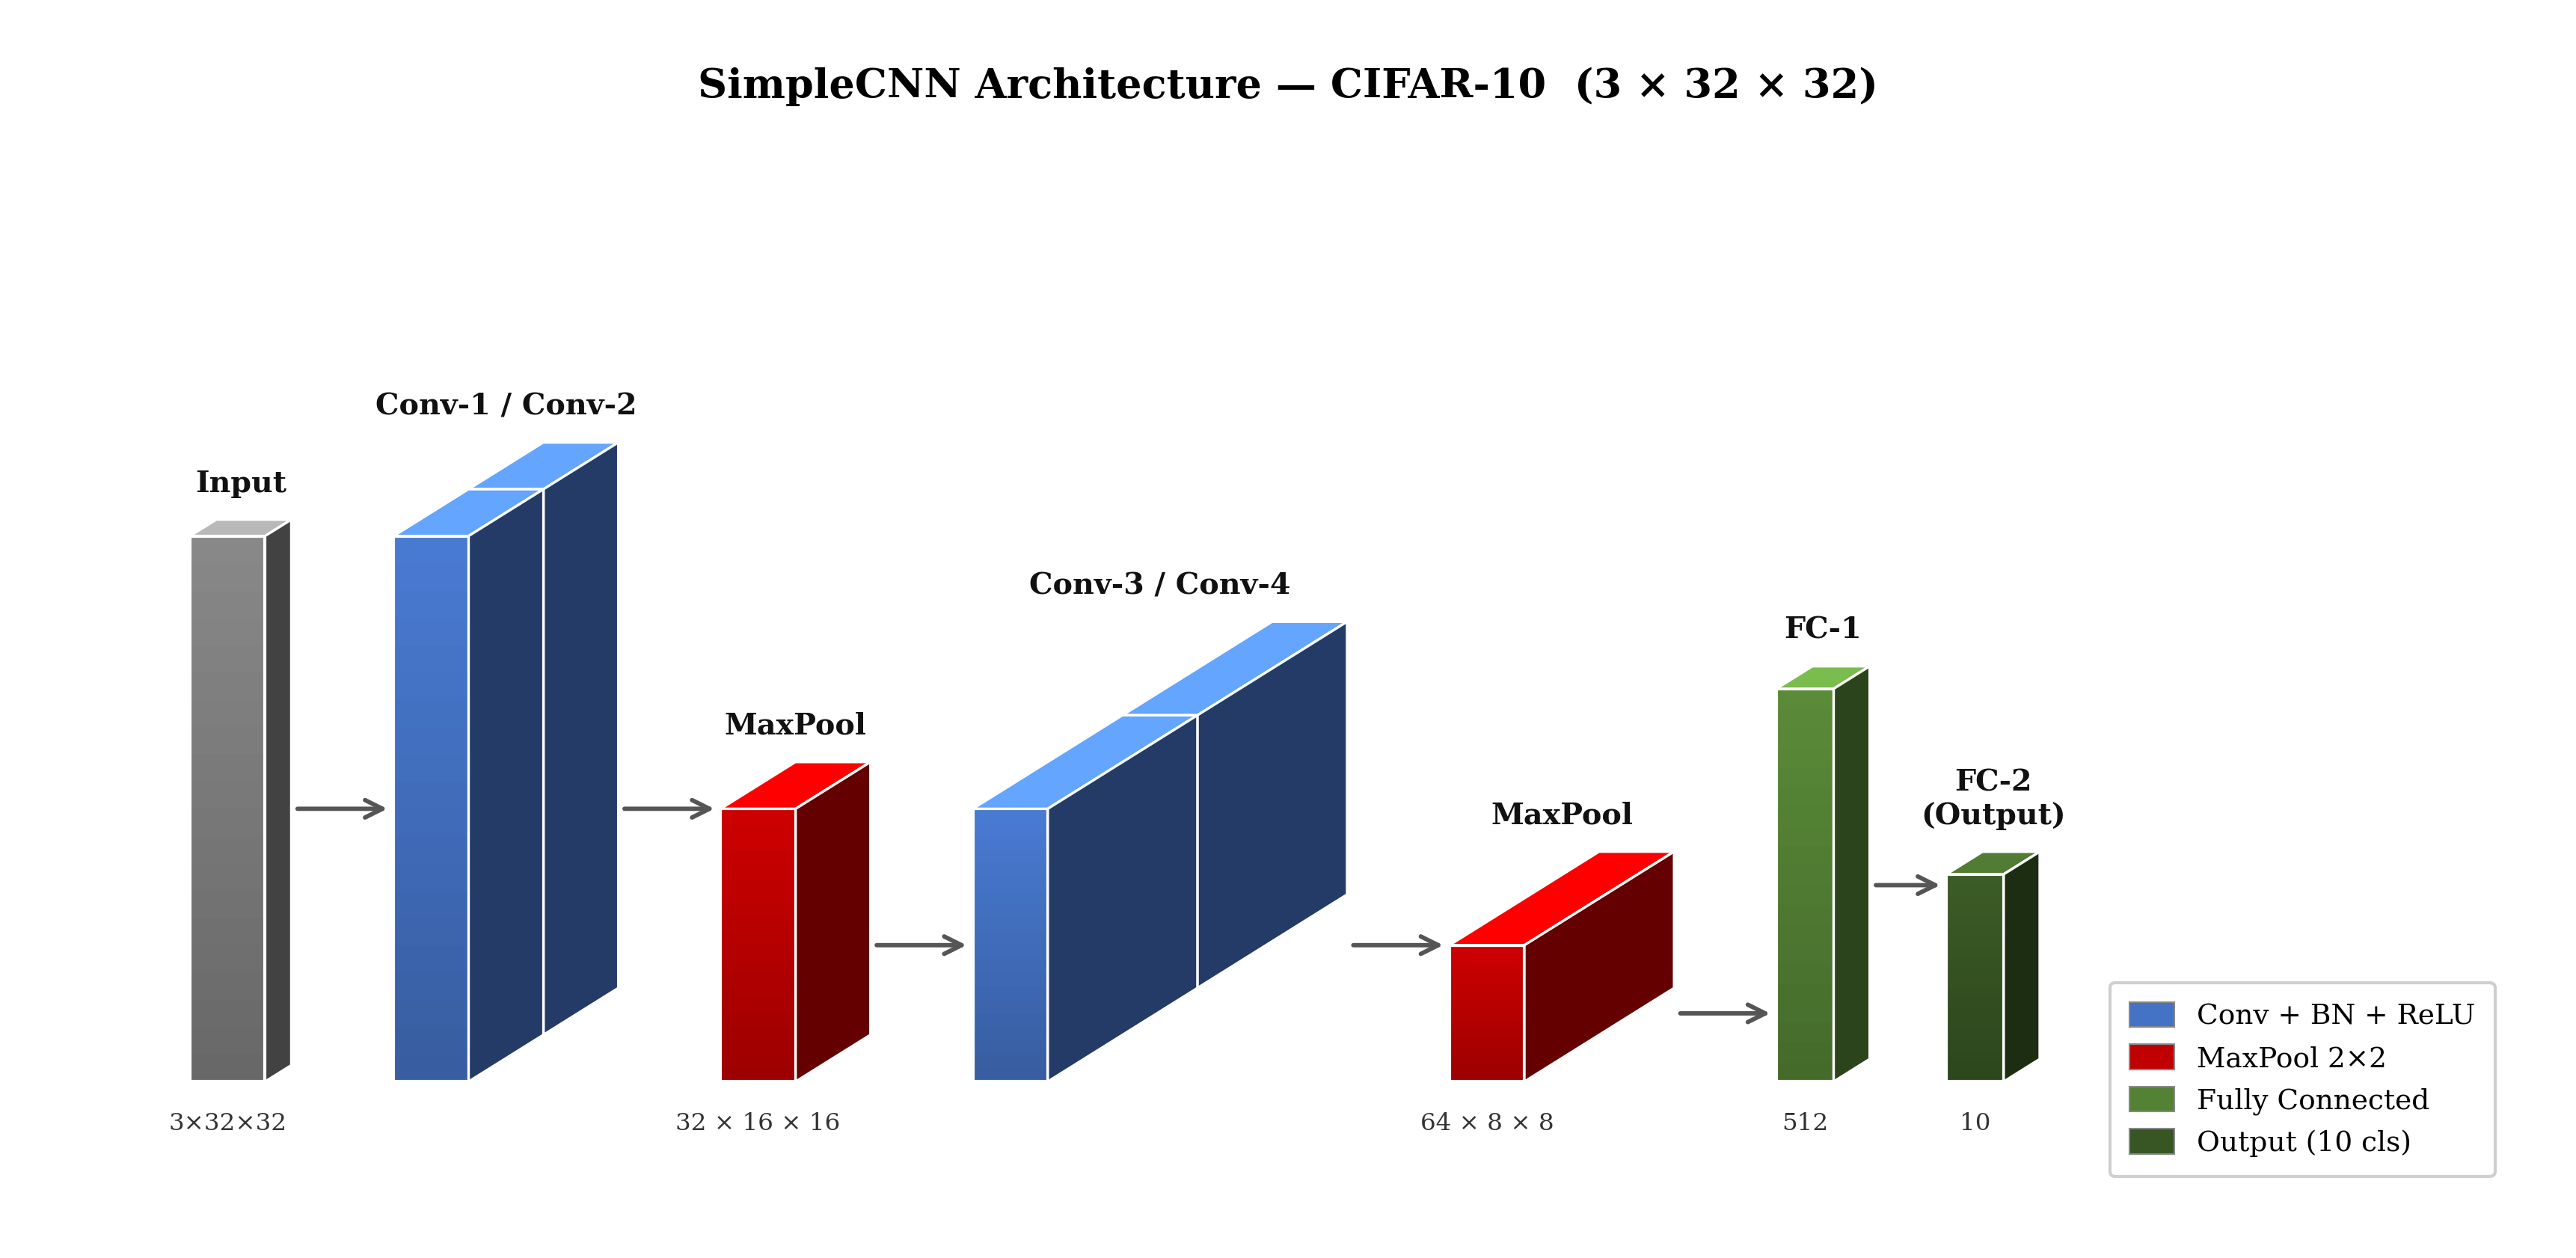 SimpleCNN Architecture — CIFAR-10 (3 × 32 × 32)
Input
Conv-1 / Conv-2
MaxPool
Conv-3 / Conv-4
MaxPool
FC-1
FC-2
(Output)
3×32×32
32 × 16 × 16
64 × 8 × 8
512
10
Conv + BN + ReLU
MaxPool 2×2
Fully Connected
Output (10 cls)